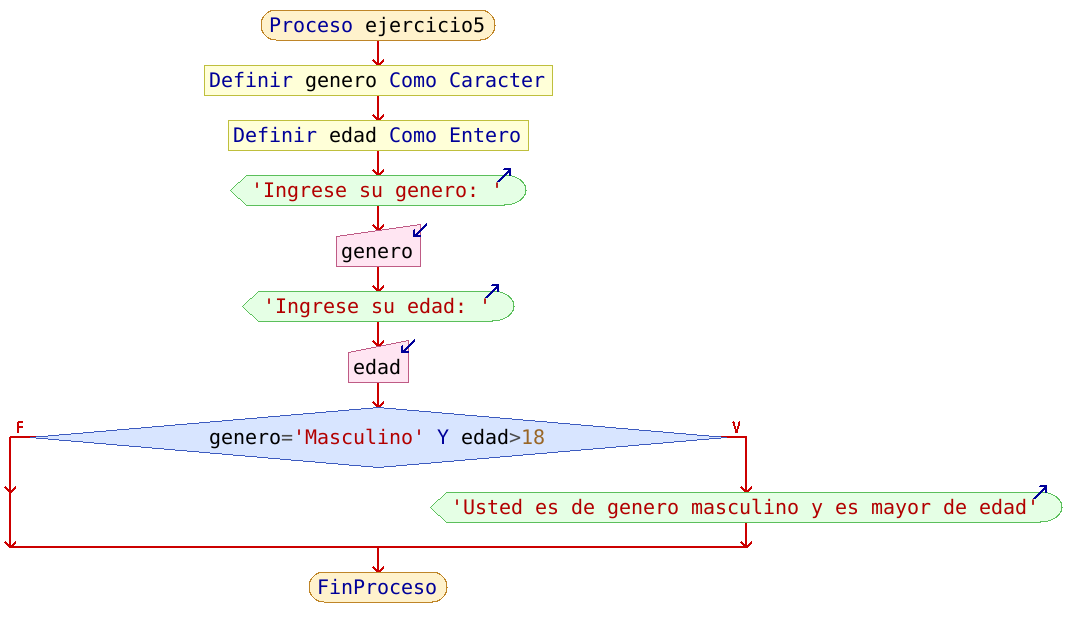 Proceso ejercicio5
Definir genero Como Caracter
Definir edad Como Entero
'Ingrese su genero: '
genero
'Ingrese su edad: '
edad
F
V
genero='Masculino' Y edad>18
'Usted es de genero masculino y es mayor de edad'
FinProceso